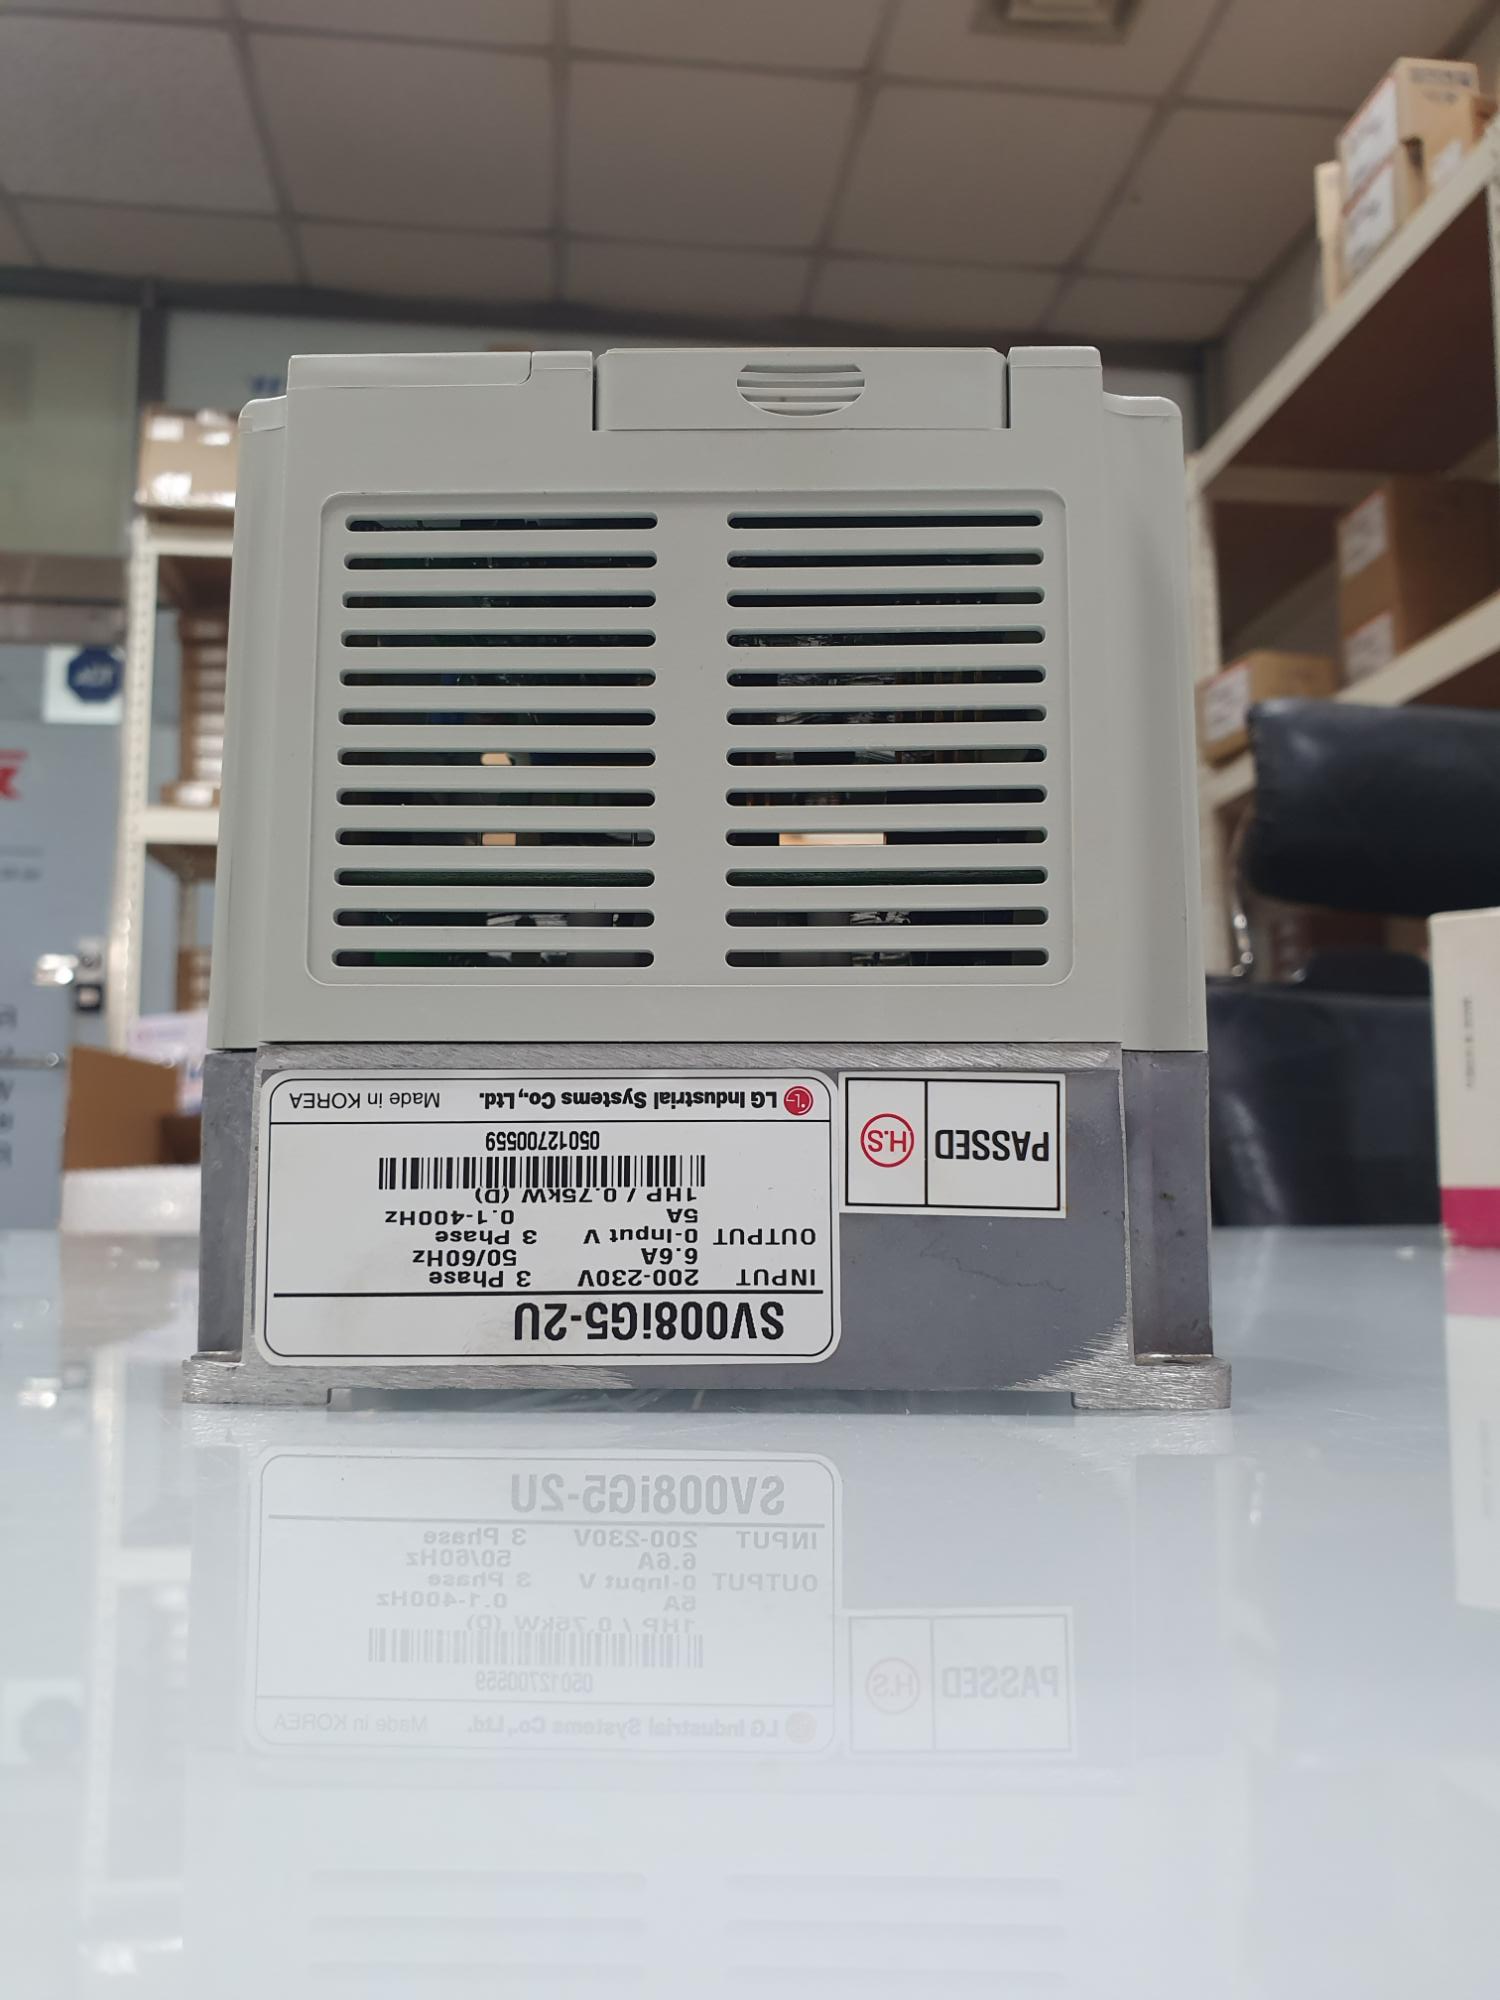 SV008iG5-2U
INPUT 200-230V 3 Phase
6.6A 50/60Hz
OUTPUT 0-Input V 3 Phase
5A 0.1-400Hz
1HP / 0.75kW (D)
05012700559
LG Industrial Systems Co., Ltd. Made in KOREA
PASSED H.S